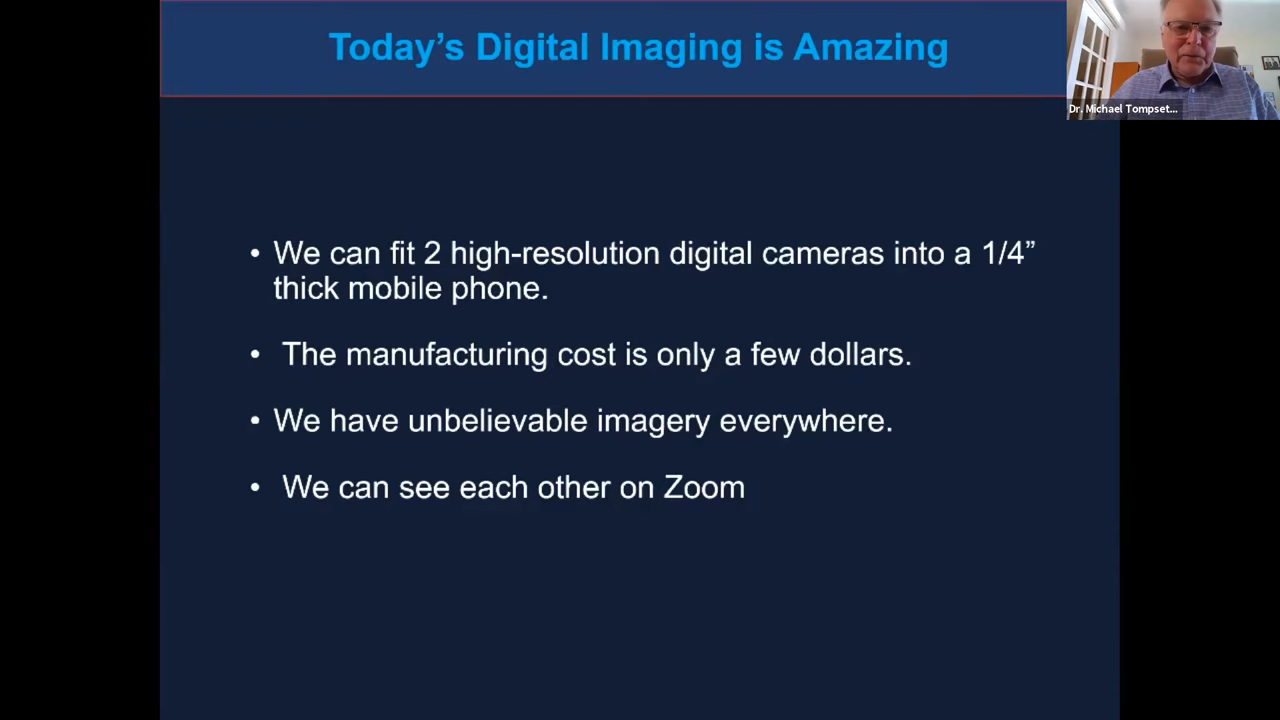 Today’s Digital Imaging is Amazing
Dr. Michael Tompset...
• We can fit 2 high-resolution digital cameras into a 1/4”
thick mobile phone.
• The manufacturing cost is only a few dollars.
• We have unbelievable imagery everywhere.
• We can see each other on Zoom